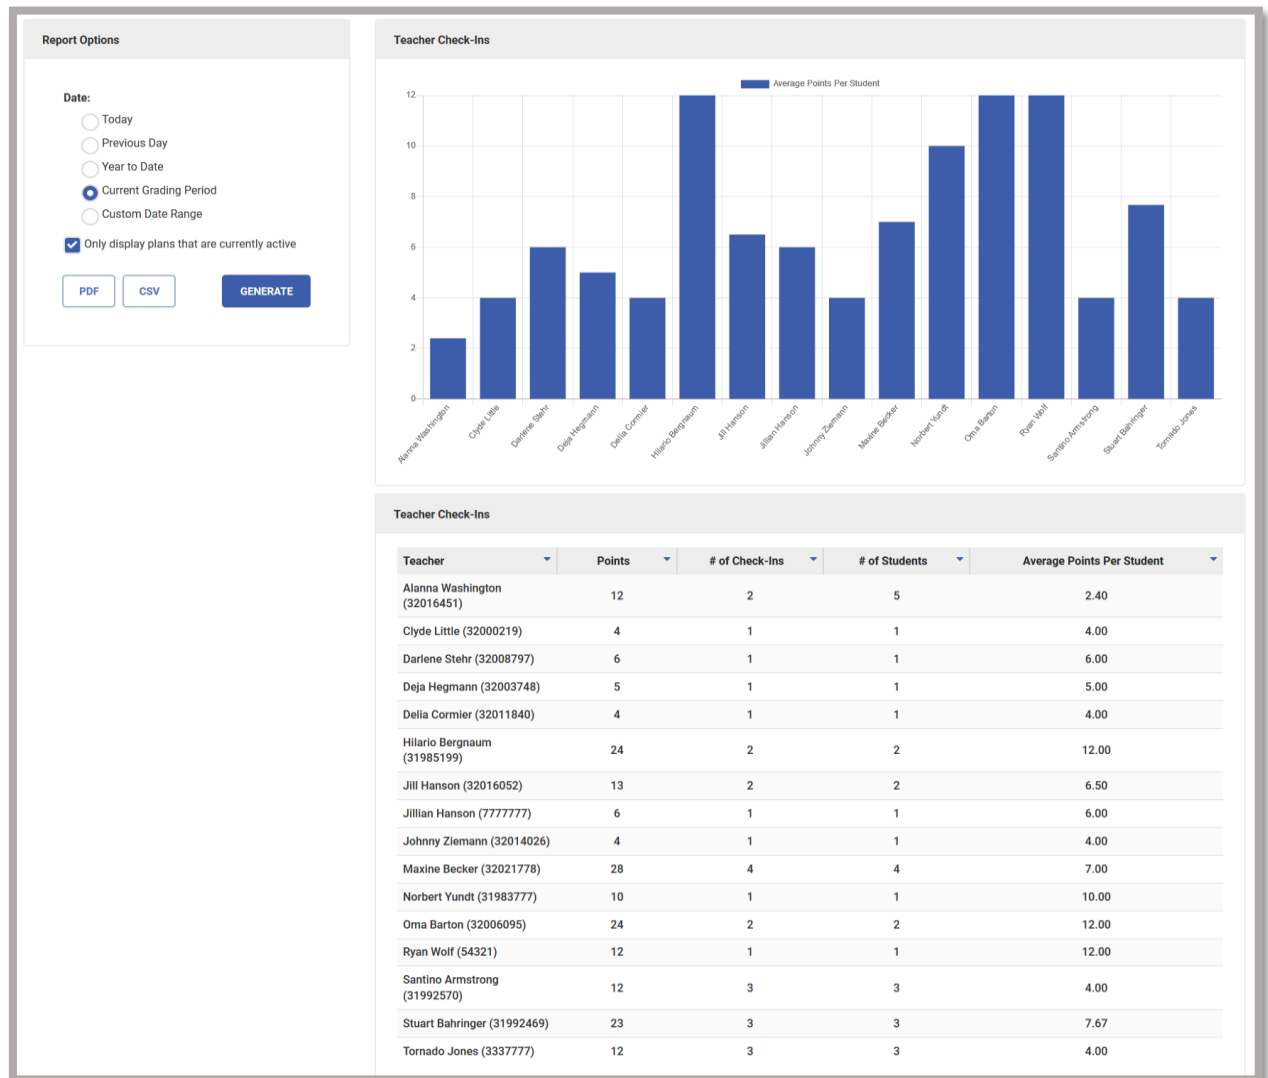 Report Options
Date:
Today
Previous Day
Year to Date
Current Grading Period
Custom Date Range
Only display plans that are currently active
PDF CSV GENERATE
Teacher Check-Ins
Average Points Per Student
12
10
8
6
4
2
0
Alanna Washington
Clyde Little
Darlene Stehr
Deja Hegmann
Delia Cormier
Hilario Bergnaum
Jill Hanson
Jillian Hanson
Johnny Ziemann
Maxine Becker
Norbert Yundt
Oma Barton
Ryan Wolf
Santino Armstrong
Stuart Bahringer
Tornado Jones
Teacher Check-Ins
Teacher Points # of Check-Ins # of Students Average Points Per Student
Alanna Washington
(32016451) 12 2 5 2.40
Clyde Little (32000219) 4 1 1 4.00
Darlene Stehr (32008797) 6 1 1 6.00
Deja Hegmann (32003748) 5 1 1 5.00
Delia Cormier (32011840) 4 1 1 4.00
Hilario Bergnaum
(31985199) 24 2 2 12.00
Jill Hanson (32016052) 13 2 2 6.50
Jillian Hanson (7777777) 6 1 1 6.00
Johnny Ziemann (32014026) 4 1 1 4.00
Maxine Becker (32021778) 28 4 4 7.00
Norbert Yundt (31983777) 10 1 1 10.00
Oma Barton (32006095) 24 2 2 12.00
Ryan Wolf (54321) 12 1 1 12.00
Santino Armstrong
(31992570) 12 3 3 4.00
Stuart Bahringer (31992469) 23 3 3 7.67
Tornado Jones (3337777) 12 3 3 4.00